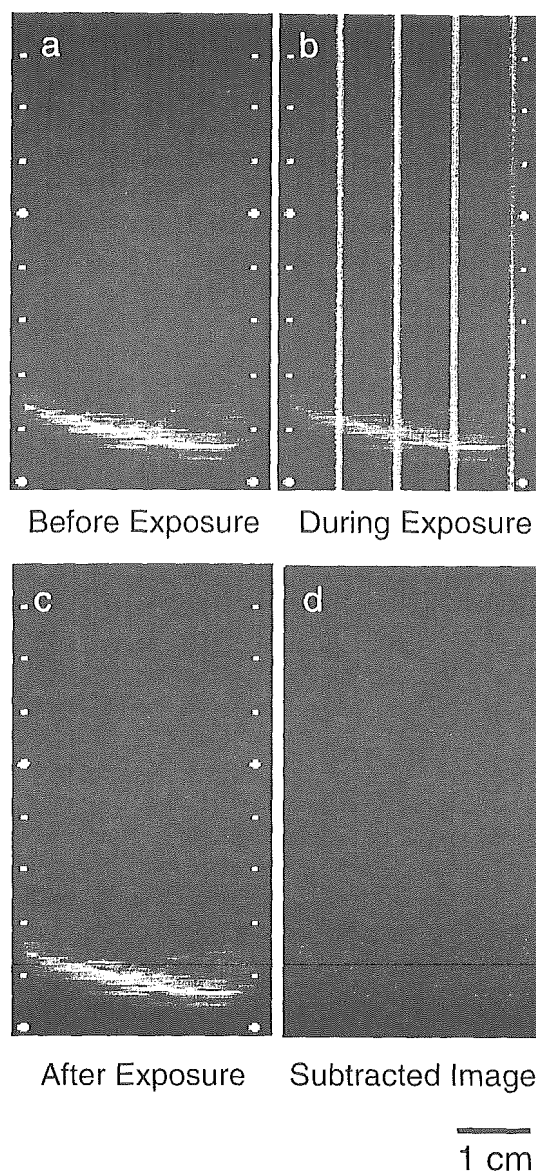 a
b
Before Exposure
During Exposure
c
d
After Exposure
Subtracted Image
1 cm